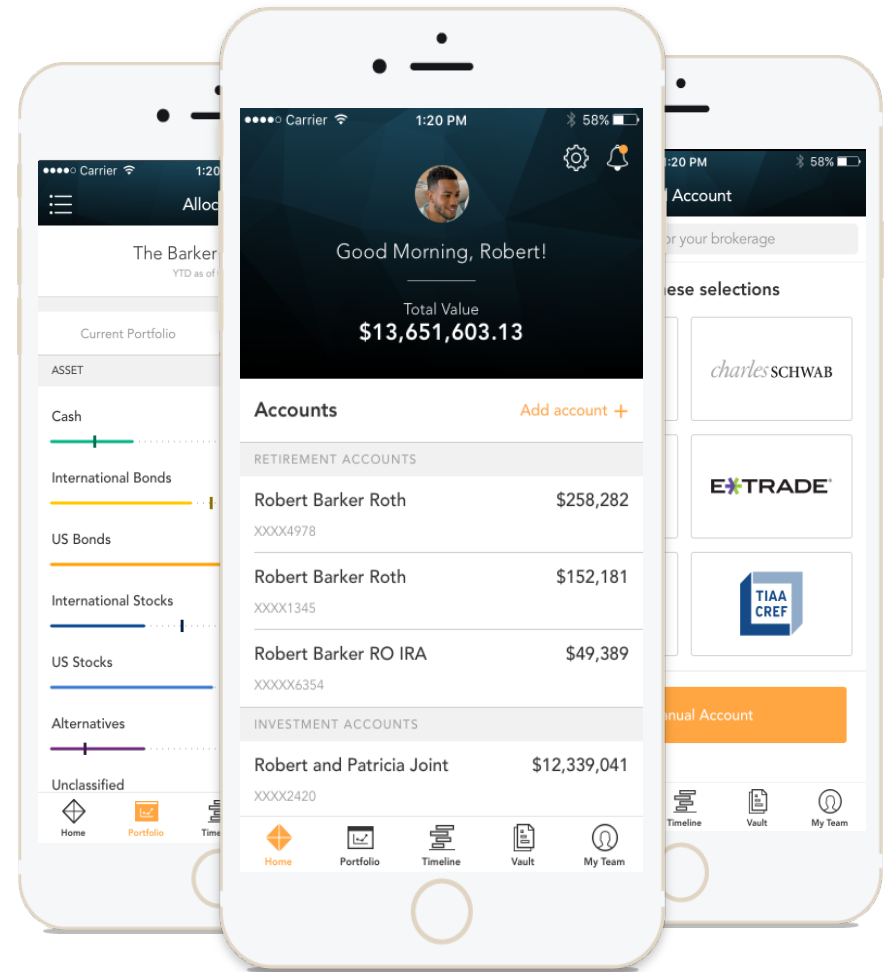 Carrier
1:20
Alloc
The Barker
YTD as of
Current Portfolio
ASSET
Cash
International Bonds
US Bonds
International Stocks
US Stocks
Alternatives
Unclassified
Home
Portfolio
Time
Carrier
1:20 PM
58%
Good Morning, Robert!
Total Value
$13,651,603.13
Accounts
Add account +
RETIREMENT ACCOUNTS
Robert Barker Roth
$258,282
XXXX4978
Robert Barker Roth
$152,181
XXXX1345
Robert Barker RO IRA
$49,389
XXXXX6354
INVESTMENT ACCOUNTS
Robert and Patricia Joint
$12,339,041
XXXX2420
Home
Portfolio
Timeline
Vault
My Team
:20 PM
58%
Account
or your brokerage
ese selections
charles SCHWAB
E*TRADE
TIAA
CREF
nual Account
Timeline
Vault
My Team